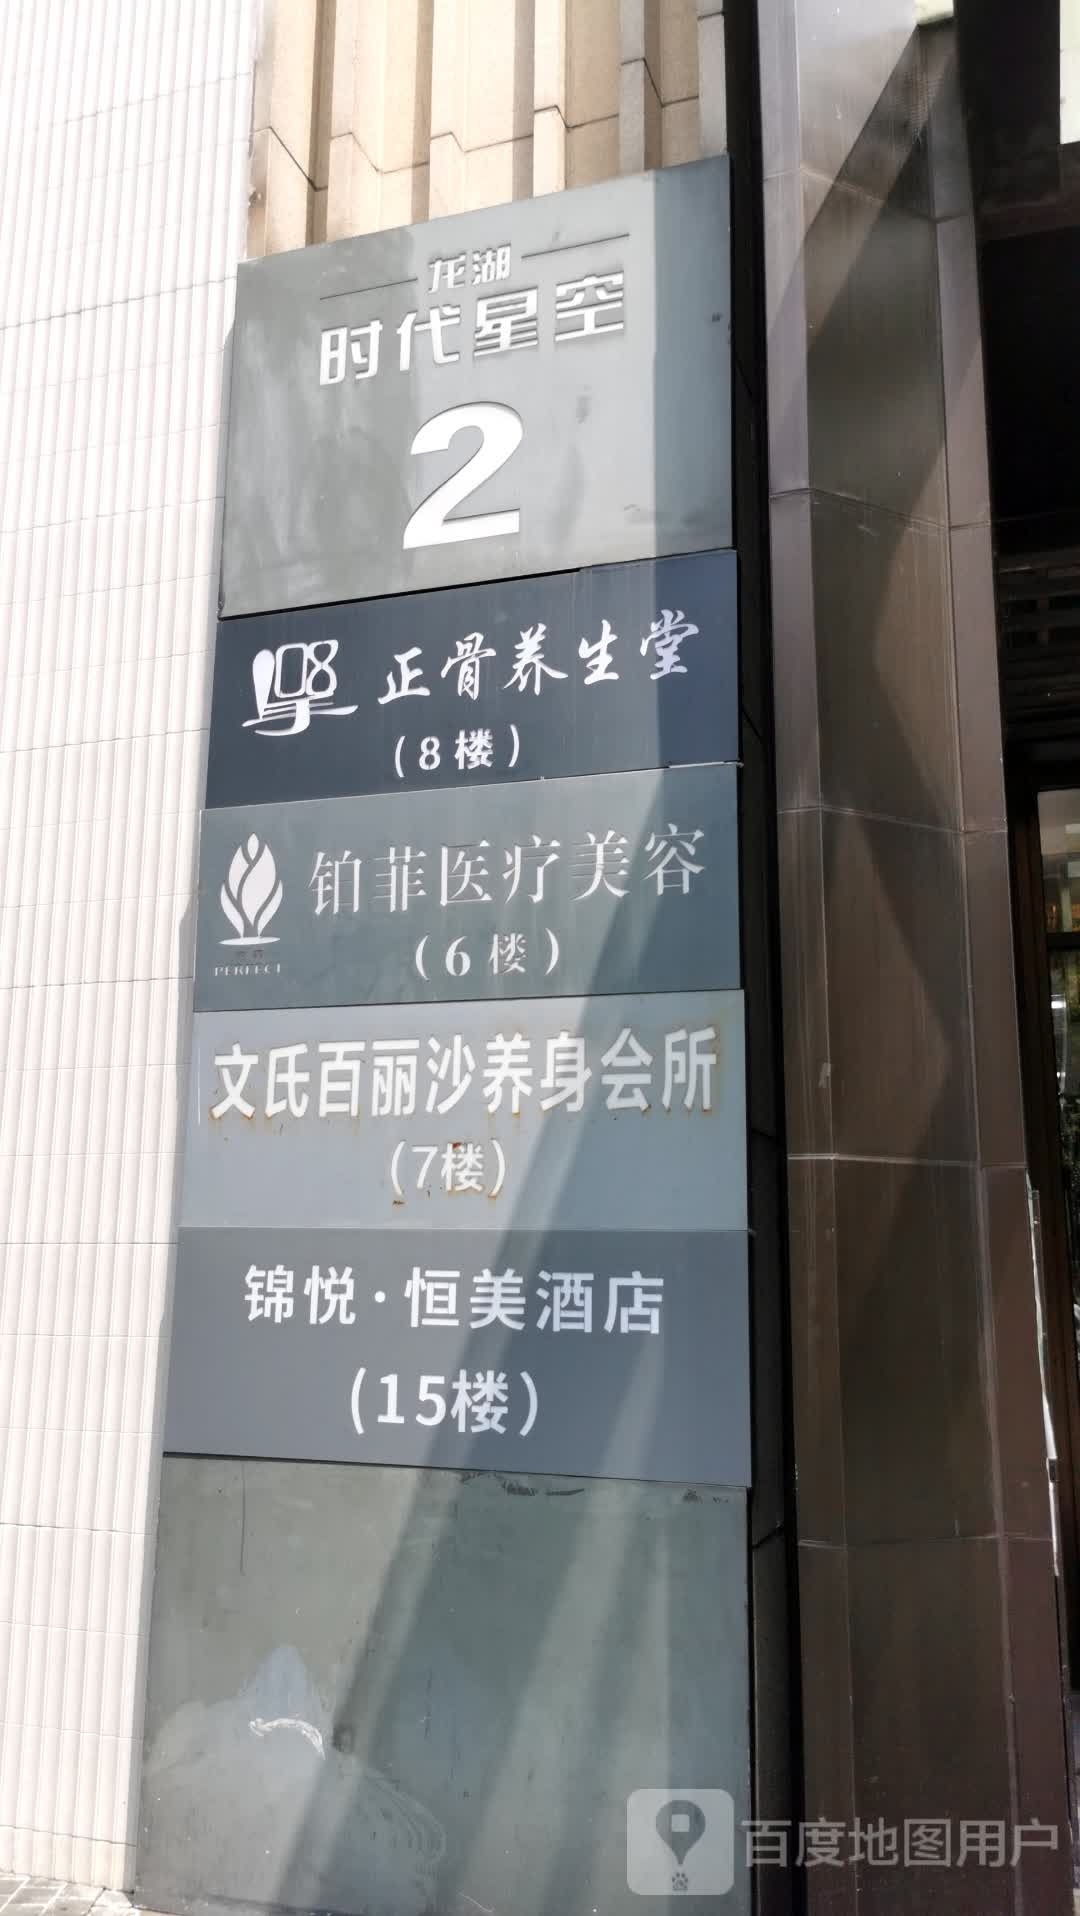 龙湖
时代星空
2
108
正骨养生堂
(8楼)
铂菲医疗美容
(6楼)
PERFECT
文氏百丽沙养身会所
(7楼)
锦悦·恒美酒店
(15楼)
百度地图用户